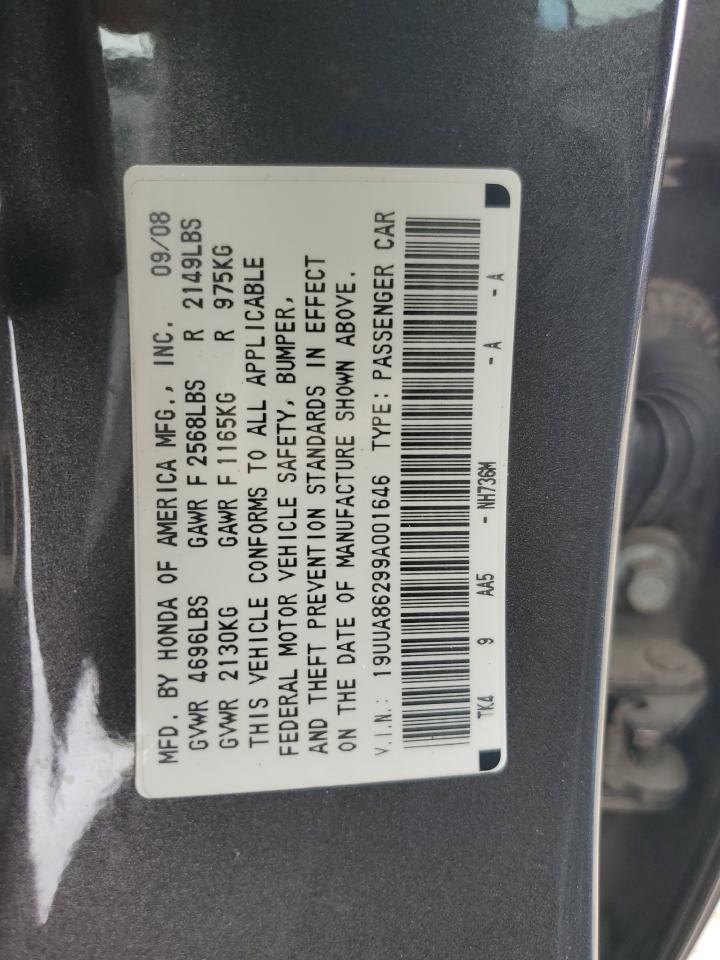 MFD. BY HONDA OF AMERICA MFG., INC. 09/08
GVWR 4696LBS GAWR F 2568LBS R 2149LBS
GVWR 2130KG GAWR F 1165KG R 975KG
THIS VEHICLE CONFORMS TO ALL APPLICABLE
FEDERAL MOTOR VEHICLE SAFETY, BUMPER,
AND THEFT PREVENTION STANDARDS IN EFFECT
ON THE DATE OF MANUFACTURE SHOWN ABOVE.
V.I.N.: 19UUA86299A001646 TYPE: PASSENGER CAR
TK4 9 AA5 - NH736M - A - A